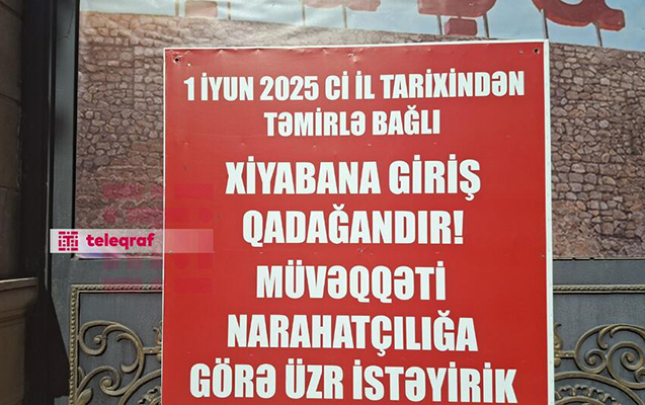 1 İYUN 2025 Cİ İL TARİXİNDƏN
TƏMİRLƏ BAĞLI
XİYABANA GİRİŞ
QADAĞANDIR!
teleqraf
MÜVƏQQƏTİ
NARAHATÇILIĞA
GÖRƏ ÜZR İSTƏYİRİK